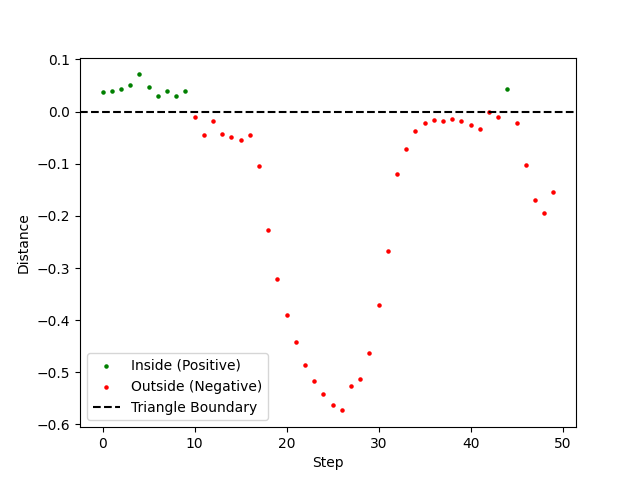 0.1
0.0
−0.1
−0.2
−0.3
−0.4
−0.5
−0.6
Distance
Inside (Positive)
Outside (Negative)
Triangle Boundary
0 10 20 30 40 50
Step